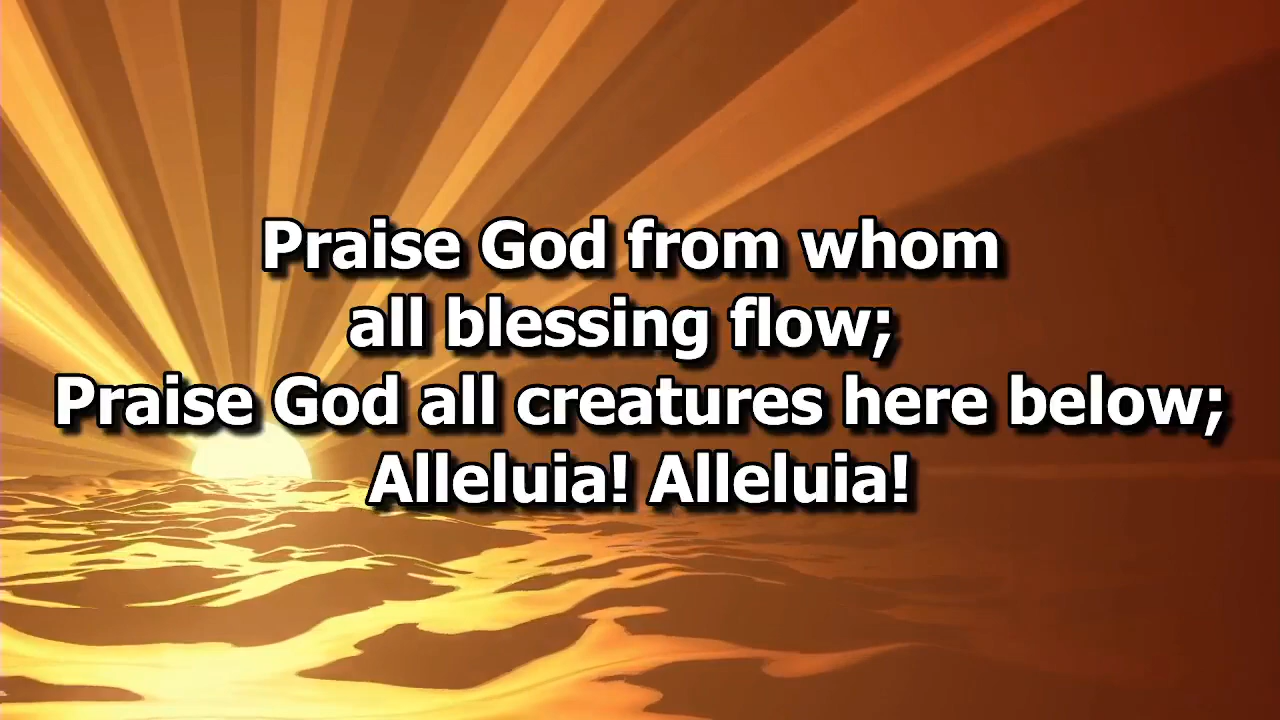 Praise God from whom
all blessing flow;
Praise God all creatures here below;
Alleluia! Alleluia!